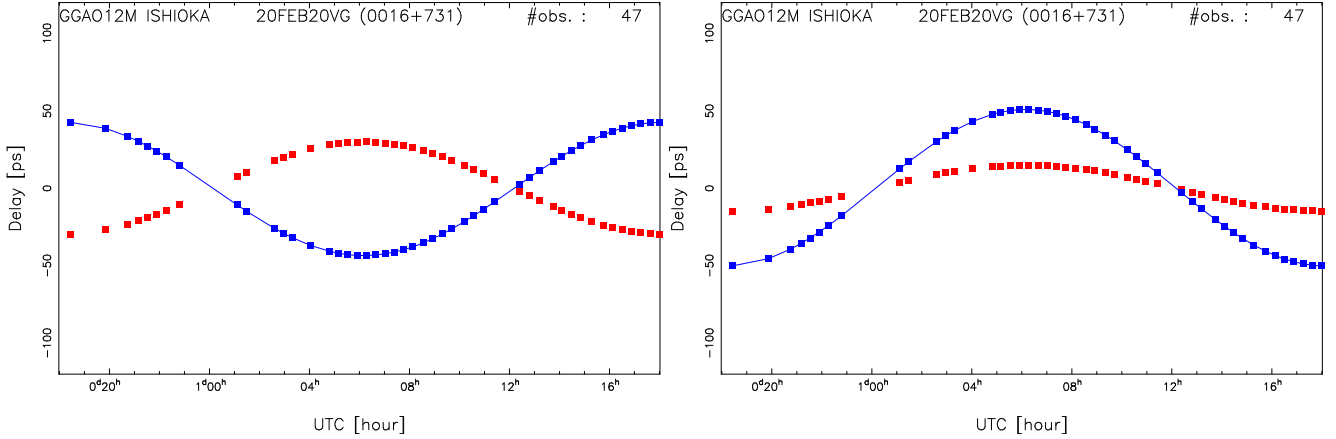 GGAO12M ISHIOKA 20FEB20VG (0016+731) #obs. : 47
100
50
0
-50
-100
Delay [ps]
0d20h 1d00h 04h 08h 12h 16h
UTC [hour]
GGAO12M ISHIOKA 20FEB20VG (0016+731) #obs. : 47
100
50
0
-50
-100
Delay [ps]
0d20h 1d00h 04h 08h 12h 16h
UTC [hour]